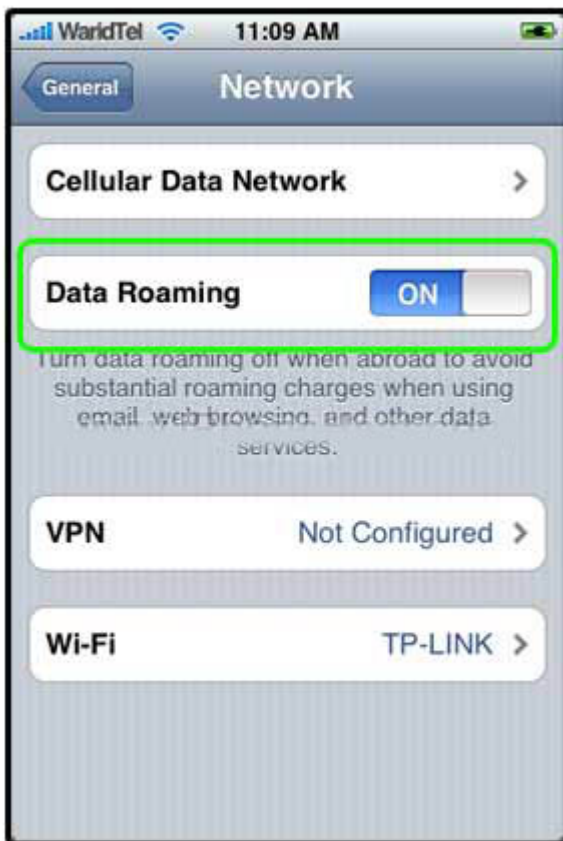 WaridTel 11:09 AM
General Network
Cellular Data Network
Data Roaming ON
Turn data roaming off when abroad to avoid
substantial roaming charges when using
email, web browsing, and other data
services.
VPN Not Configured
Wi-Fi TP-LINK